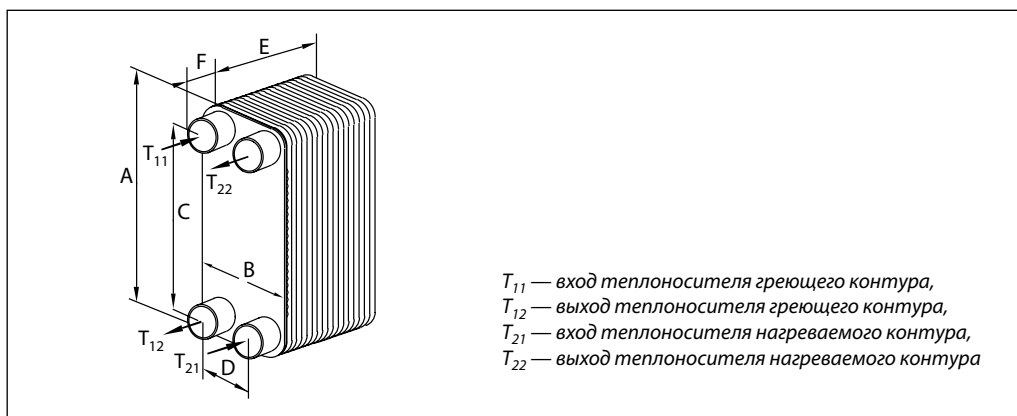 F
E
T₁₁
T₂₂
A
C
B
T₁₂
T₂₁
D
T₁₁ — вход теплоносителя греющего контура,
T₁₂ — выход теплоносителя греющего контура,
T₂₁ — вход теплоносителя нагреваемого контура,
T₂₂ — выход теплоносителя нагреваемого контура